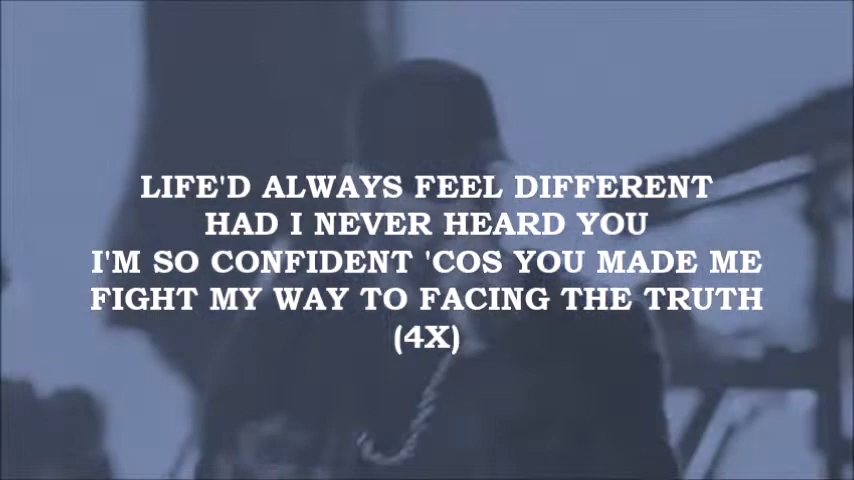 LIFE'D ALWAYS FEEL DIFFERENT
HAD I NEVER HEARD YOU
I'M SO CONFIDENT 'COS YOU MADE ME
FIGHT MY WAY TO FACING THE TRUTH
(4X)